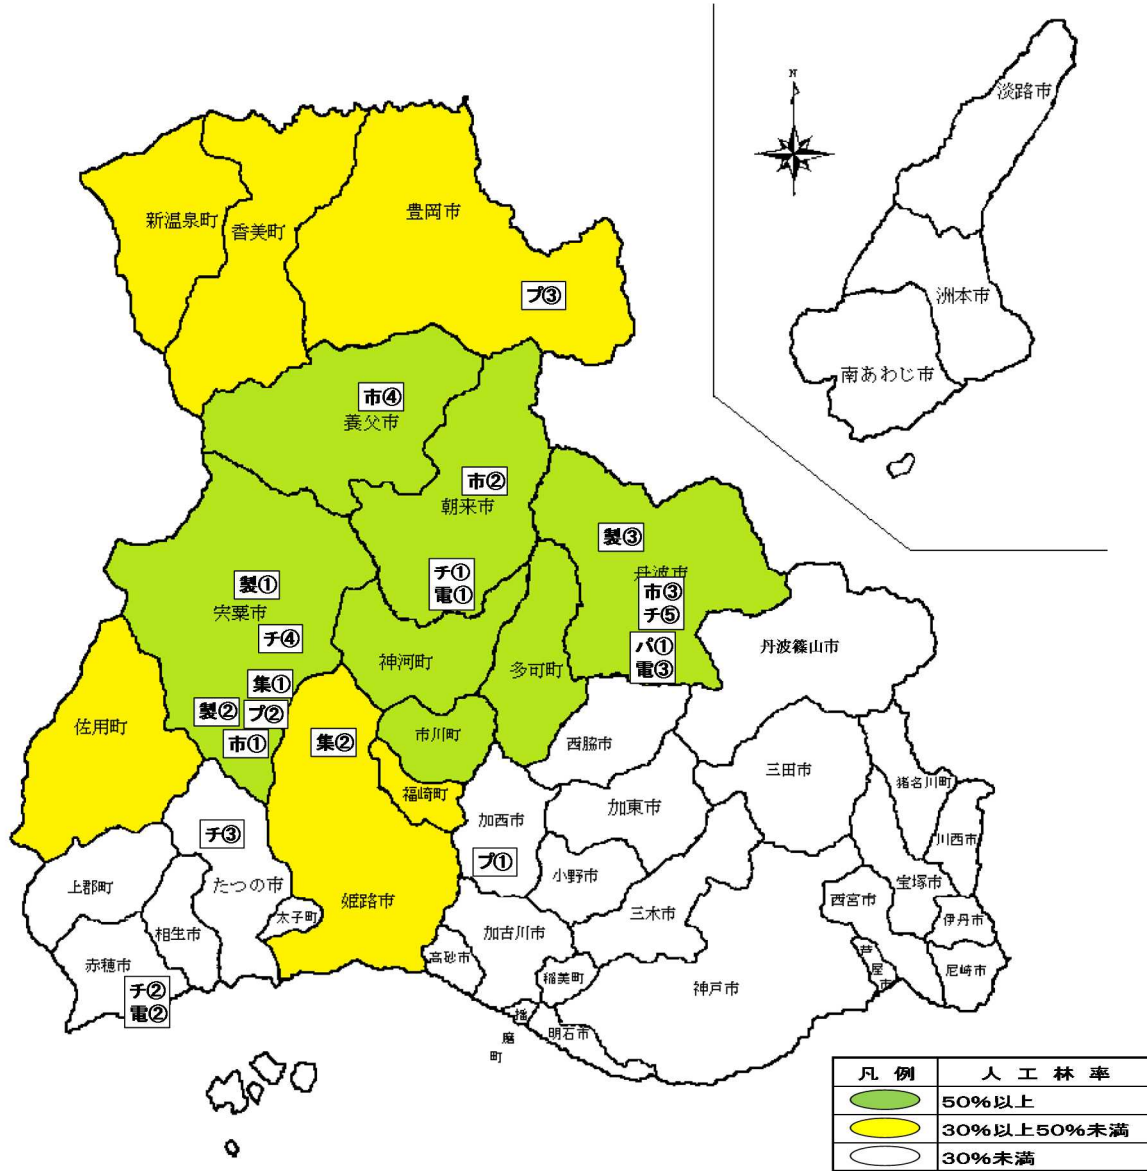 N
淡路市
洲本市
南あわじ市
新温泉町
香美町
豊岡市
プ③
市④
養父市
市②
朝来市
チ①
電①
製③
丹波市
市③
チ⑤
パ①
電③
製①
宍粟市
チ④
集①
製②
プ②
市①
神河町
多可町
丹波篠山市
佐用町
集②
市川町
西脇市
三田市
猪名川町
福崎町
加西市
加東市
川西市
チ③
プ①
小野市
宝塚市
上郡町
たつの市
姫路市
三木市
西宮市
伊丹市
太子町
相生市
加古川市
赤穂市
高砂市
稲美町
神戸市
芦屋市
尼崎市
チ②
電②
播磨町
明石市
凡例 人工林率
50%以上
30%以上50%未満
30%未満